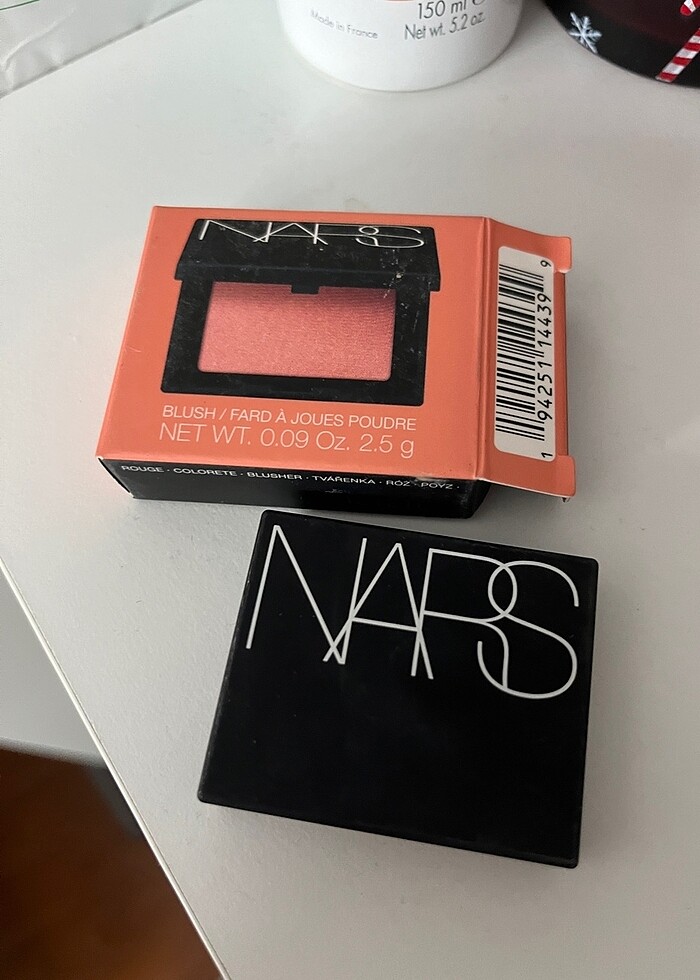 150 ml
Made in France
Net wt. 5.2 oz.
NARS
BLUSH / FARD À JOUES POUDRE
NET WT. 0.09 Oz. 2.5 g
ROUGE · COLORETE · BLUSHER · TVÁŘENKA · RÓŻ · ΡΟΥΖ ·
1 94251 14439 9
NARS